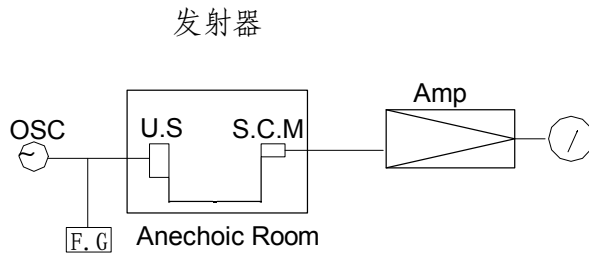 发射器
Amp
OSC
U.S
S.C.M
F.G
Anechoic Room